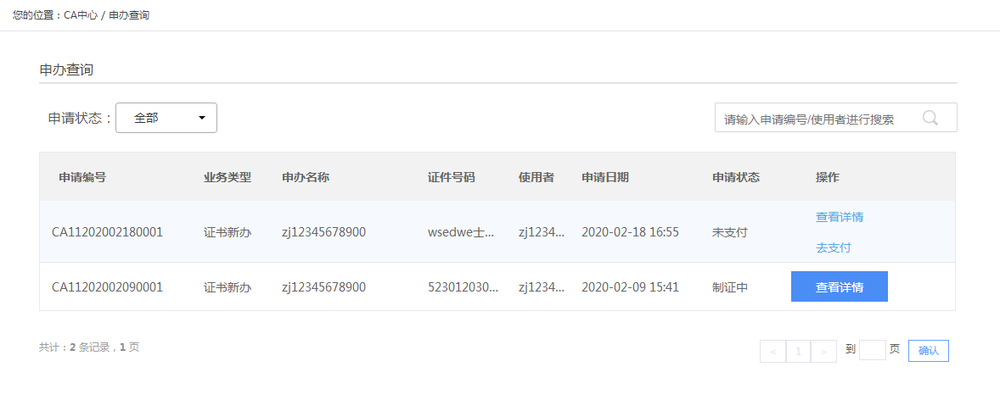 您的位置：CA中心 / 申办查询
申办查询
申请状态： 全部 请输入申请编号/使用者进行搜索
申请编号 业务类型 申办名称 证件号码 使用者 申请日期 申请状态 操作
CA11202002180001 证书新办 zj12345678900 wsedwe士... zj1234... 2020-02-18 16:55 未支付 查看详情
去支付
CA11202002090001 证书新办 zj12345678900 523012030... zj1234... 2020-02-09 15:41 制证中 查看详情
共计：2 条记录，1 页 < 1 > 到 页 确认